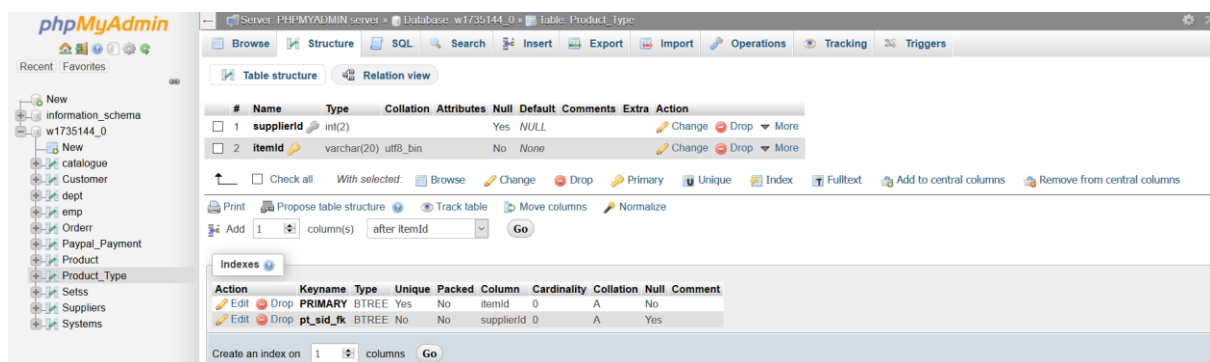 phpMyAdmin
Recent Favorites
New
information_schema
w1735144_0
New
catalogue
Customer
dept
emp
Orderr
Paypal_Payment
Product
Product_Type
Setss
Suppliers
Systems
Server: PHPMYADMIN server » Database: w1735144_0 » Table: Product_Type
Browse Structure SQL Search Insert Export Import Operations Tracking Triggers
Table structure Relation view
# Name Type Collation Attributes Null Default Comments Extra Action
1 supplierId int(2) Yes NULL Change Drop More
2 itemId varchar(20) utf8_bin No None Change Drop More
Check all With selected: Browse Change Drop Primary Unique Index Fulltext Add to central columns Remove from central columns
Print Propose table structure Track table Move columns Normalize
Add 1 column(s) after itemId Go
Indexes
Action Keyname Type Unique Packed Column Cardinality Collation Null Comment
Edit Drop PRIMARY BTREE Yes No itemId 0 A No
Edit Drop pt_sid_fk BTREE No No supplierId 0 A Yes
Create an index on 1 columns Go